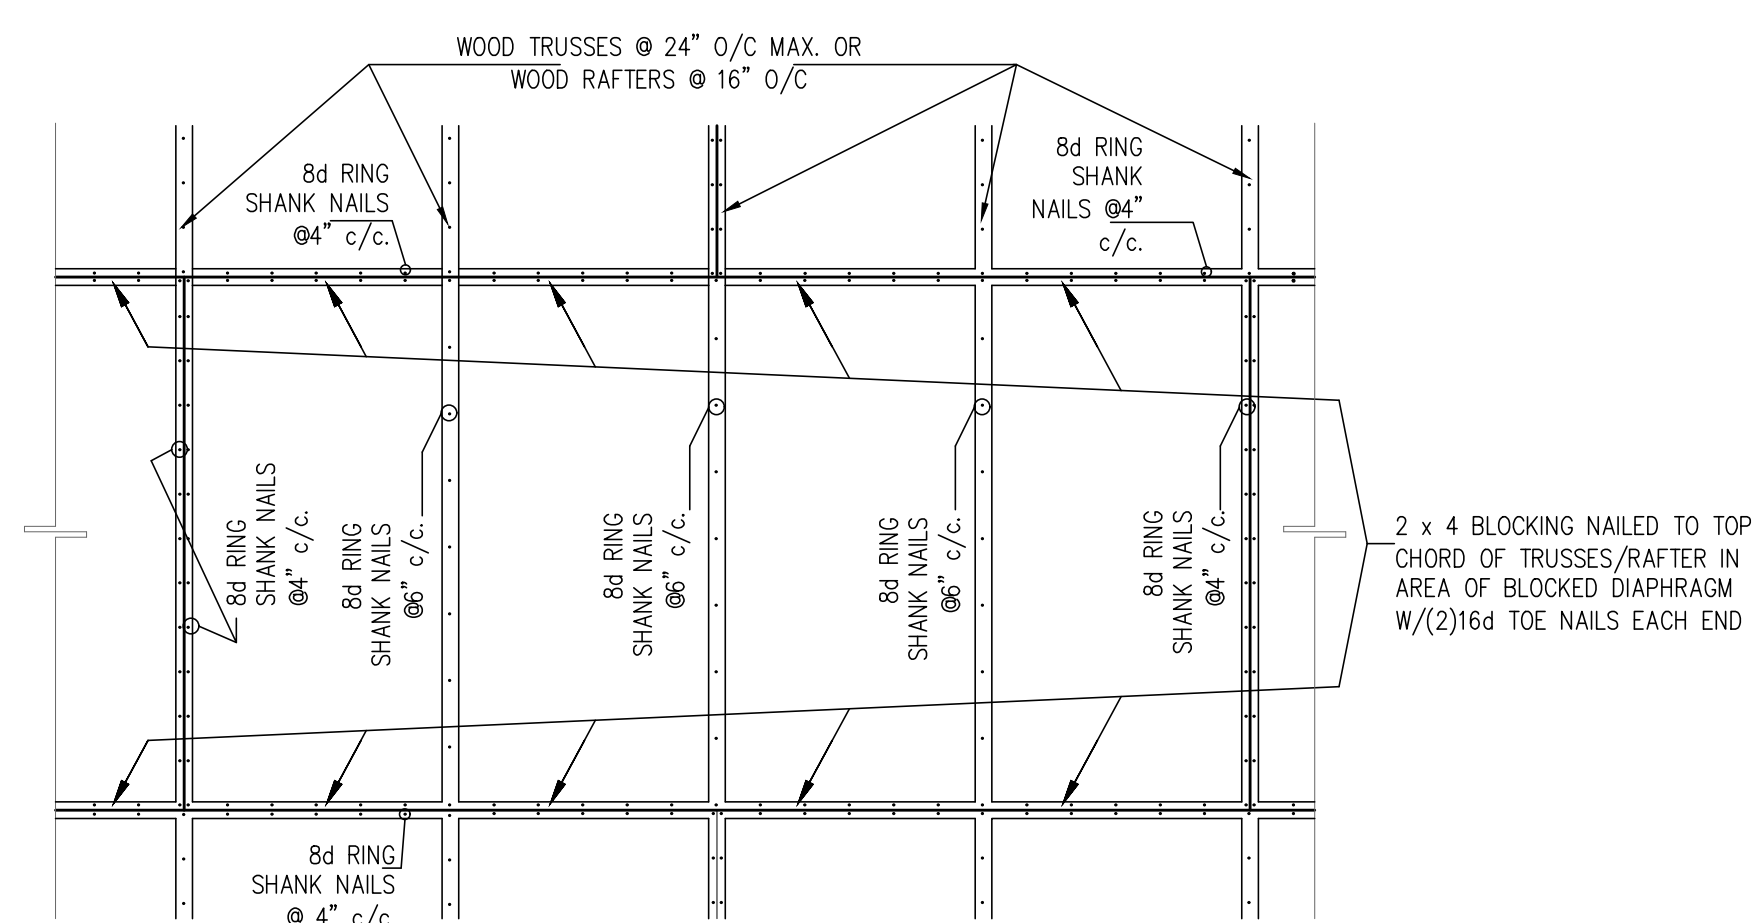 WOOD TRUSSES @ 24" O/C MAX. OR
WOOD RAFTERS @ 16" O/C
8d RING
SHANK NAILS
@4" c/c.
8d RING
SHANK
NAILS @4"
c/c.
8d RING
SHANK NAILS
@4" c/c.
8d RING
SHANK NAILS
@6" c/c.
8d RING
SHANK NAILS
@6" c/c.
8d RING
SHANK NAILS
@6" c/c.
8d RING
SHANK NAILS
@4" c/c.
2 x 4 BLOCKING NAILED TO TOP
CHORD OF TRUSSES/RAFTER IN
AREA OF BLOCKED DIAPHRAGM
W/(2)16d TOE NAILS EACH END
8d RING
SHANK NAILS
@ 4" c/c